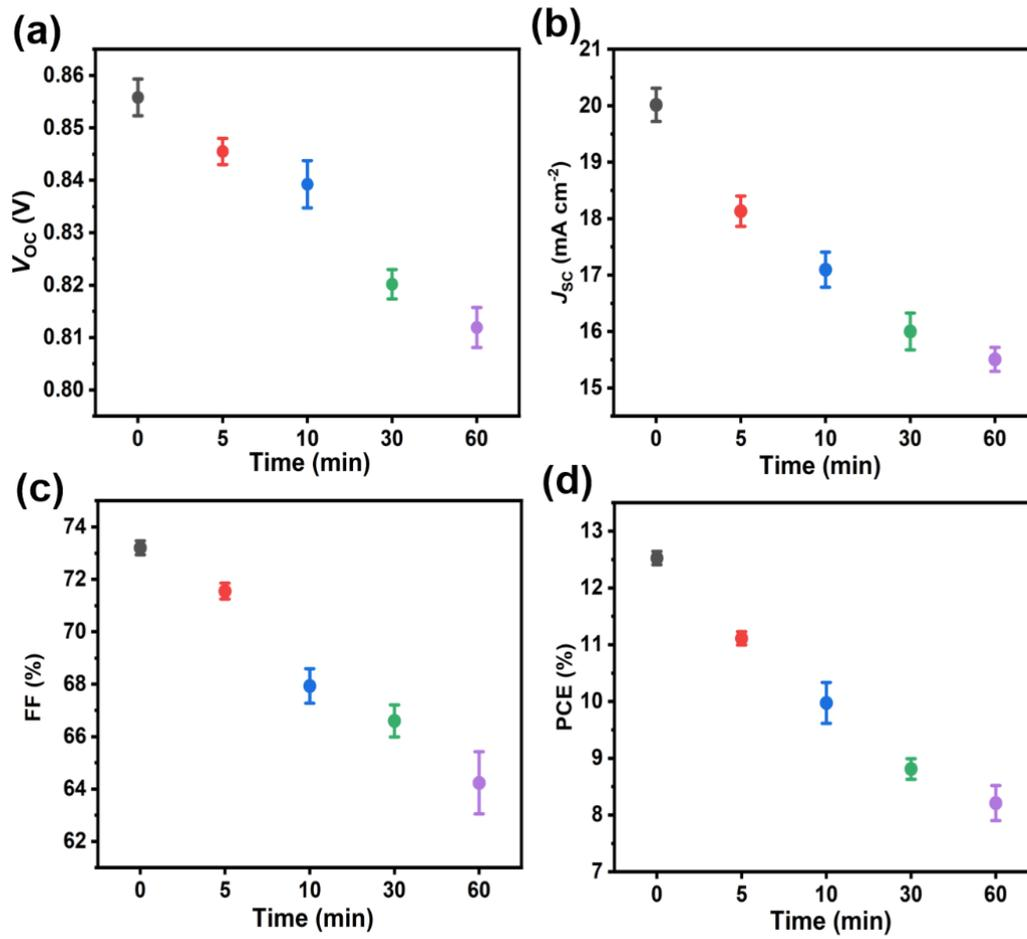 (a)
0.86
0.85
0.84
0.83
0.82
0.81
0.80
V_OC (V)
0 5 10 30 60
Time (min)
(b)
21
20
19
18
17
16
15
J_SC (mA cm⁻²)
0 5 10 30 60
Time (min)
(c)
74
72
70
68
66
64
62
FF (%)
0 5 10 30 60
Time (min)
(d)
13
12
11
10
9
8
7
PCE (%)
0 5 10 30 60
Time (min)